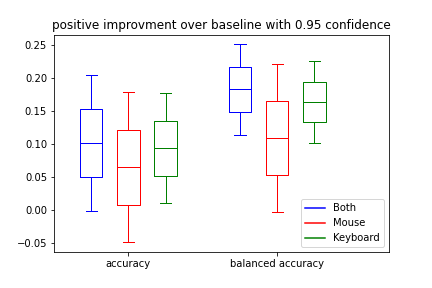 positive improvment over baseline with 0.95 confidence
0.25
0.20
0.15
0.10
0.05
0.00
−0.05
accuracy balanced accuracy
Both
Mouse
Keyboard